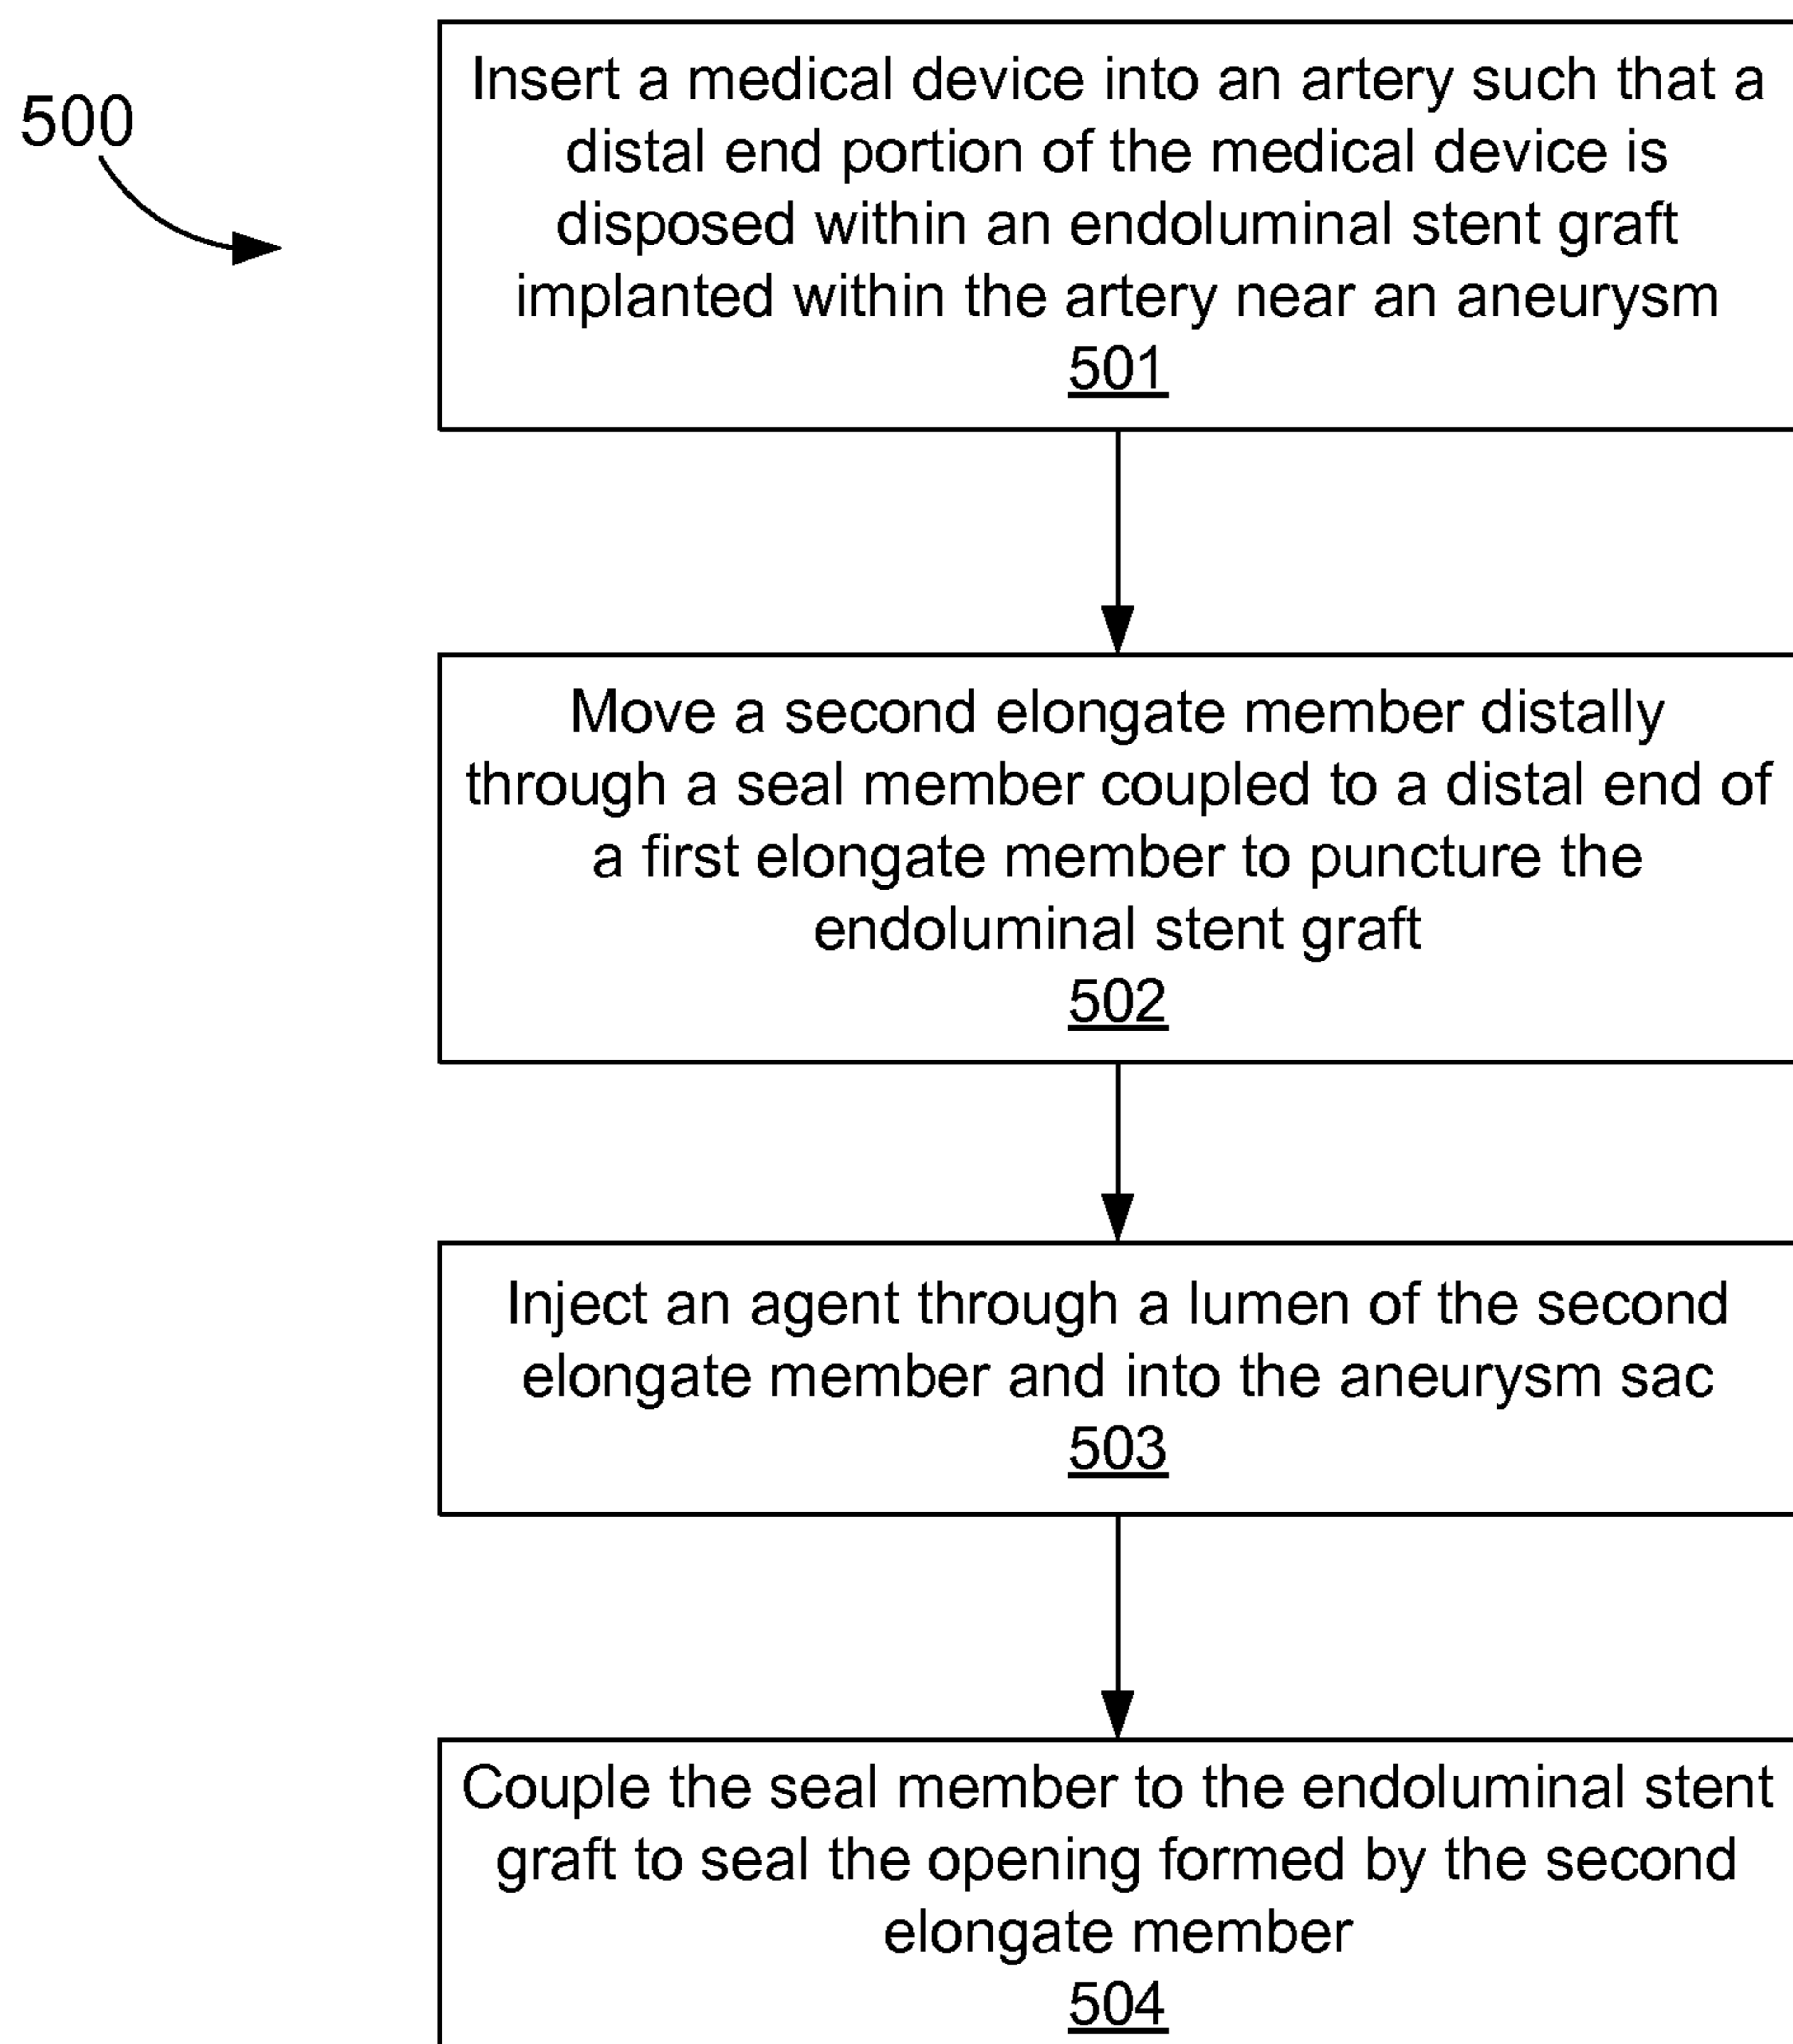 500
Insert a medical device into an artery such that a
distal end portion of the medical device is
disposed within an endoluminal stent graft
implanted within the artery near an aneurysm
501
Move a second elongate member distally
through a seal member coupled to a distal end of
a first elongate member to puncture the
endoluminal stent graft
502
Inject an agent through a lumen of the second
elongate member and into the aneurysm sac
503
Couple the seal member to the endoluminal stent
graft to seal the opening formed by the second
elongate member
504